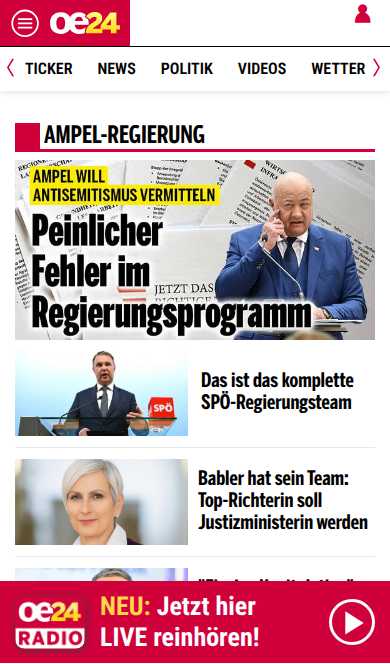 oe24
TICKER NEWS POLITIK VIDEOS WETTER
AMPEL-REGIERUNG
AMPEL WILL
ANTISEMITISMUS VERMITTELN
Peinlicher
Fehler im
Regierungsprogramm
JETZT DAS
RICHTIGE
SPÖ
Das ist das komplette
SPÖ-Regierungsteam
Babler hat sein Team:
Top-Richterin soll
Justizministerin werden
oe24
RADIO
NEU: Jetzt hier
LIVE reinhören!